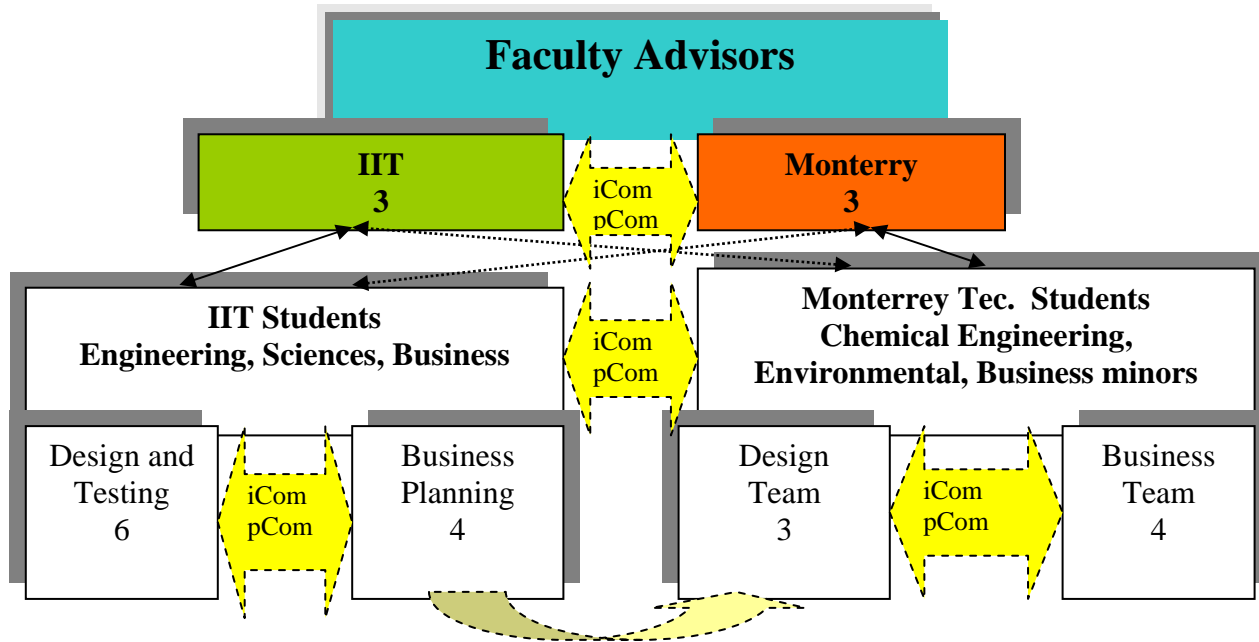 Faculty Advisors
IIT
3
iCom
pCom
Monterry
3
IIT Students
Engineering, Sciences, Business
iCom
pCom
Monterrey Tec. Students
Chemical Engineering,
Environmental, Business minors
Design and
Testing
6
iCom
pCom
Business
Planning
4
Design
Team
3
iCom
pCom
Business
Team
4